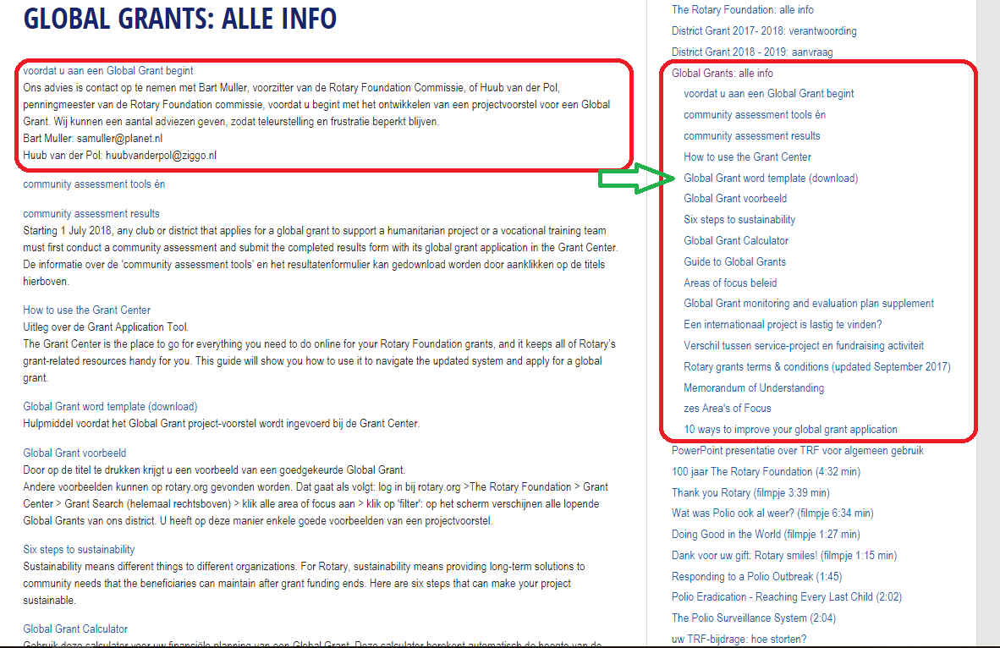 GLOBAL GRANTS: ALLE INFO
voordat u aan een Global Grant begint
Ons advies is contact op te nemen met Bart Muller, voorzitter van de Rotary Foundation Commissie, of Huub van der Pol,
penningmeester van de Rotary Foundation commissie, voordat u begint met het ontwikkelen van een projectvoorstel voor een Global
Grant. Wij kunnen een aantal adviezen geven, zodat teleurstelling en frustratie beperkt blijven.
Bart Muller: samuller@planet.nl
Huub van der Pol: huubvanderpol@ziggo.nl
community assessment tools én
community assessment results
Starting 1 July 2018, any club or district that applies for a global grant to support a humanitarian project or a vocational training team
must first conduct a community assessment and submit the completed results form with its global grant application in the Grant Center.
De informatie over de 'community assessment tools' en het resultatenformulier kan gedownload worden door aanklikken op de titels
hierboven.
How to use the Grant Center
Uitleg over de Grant Application Tool.
The Grant Center is the place to go for everything you need to do online for your Rotary Foundation grants, and it keeps all of Rotary's
grant-related resources handy for you. This guide will show you how to use it to navigate the updated system and apply for a global
grant.
Global Grant word template (download)
Hulpmiddel voordat het Global Grant project-voorstel wordt ingevoerd bij de Grant Center.
Global Grant voorbeeld
Door op de titel te drukken krijgt u een voorbeeld van een goedgekeurde Global Grant.
Andere voorbeelden kunnen op rotary.org gevonden worden. Dat gaat als volgt: log in bij rotary.org >The Rotary Foundation > Grant
Center > Grant Search (helemaal rechtsboven) > klik alle area of focus aan > klik op 'filter': op het scherm verschijnen alle lopende
Global Grants van ons district. U heeft op deze manier enkele goede voorbeelden van een projectvoorstel.
Six steps to sustainability
Sustainability means different things to different organizations. For Rotary, sustainability means providing long-term solutions to
community needs that the beneficiaries can maintain after grant funding ends. Here are six steps that can make your project
sustainable.
Global Grant Calculator
Gebruik deze calculator voor uw financiële planning van een Global Grant. Deze calculator berekent automatisch de hoogte van de
The Rotary Foundation: alle info
District Grant 2017- 2018: verantwoording
District Grant 2018 - 2019: aanvraag
Global Grants: alle info
voordat u aan een Global Grant begint
community assessment tools én
community assessment results
How to use the Grant Center
Global Grant word template (download)
Global Grant voorbeeld
Six steps to sustainability
Global Grant Calculator
Guide to Global Grants
Areas of focus beleid
Global Grant monitoring and evaluation plan supplement
Een internationaal project is lastig te vinden?
Verschil tussen service-project en fundraising activiteit
Rotary grants terms & conditions (updated September 2017)
Memorandum of Understanding
zes Area's of Focus
10 ways to improve your global grant application
PowerPoint presentatie over TRF voor algemeen gebruik
100 jaar The Rotary Foundation (4:32 min)
Thank you Rotary (filmpje 3:39 min)
Wat was Polio ook al weer? (filmpje 6:34 min)
Doing Good in the World (filmpje 1:27 min)
Dank voor uw gift: Rotary smiles! (filmpje 1:15 min)
Responding to a Polio Outbreak (1:45)
Polio Eradication - Reaching Every Last Child (2:02)
The Polio Surveillance System (2:04)
uw TRF-bijdrage: hoe storten?